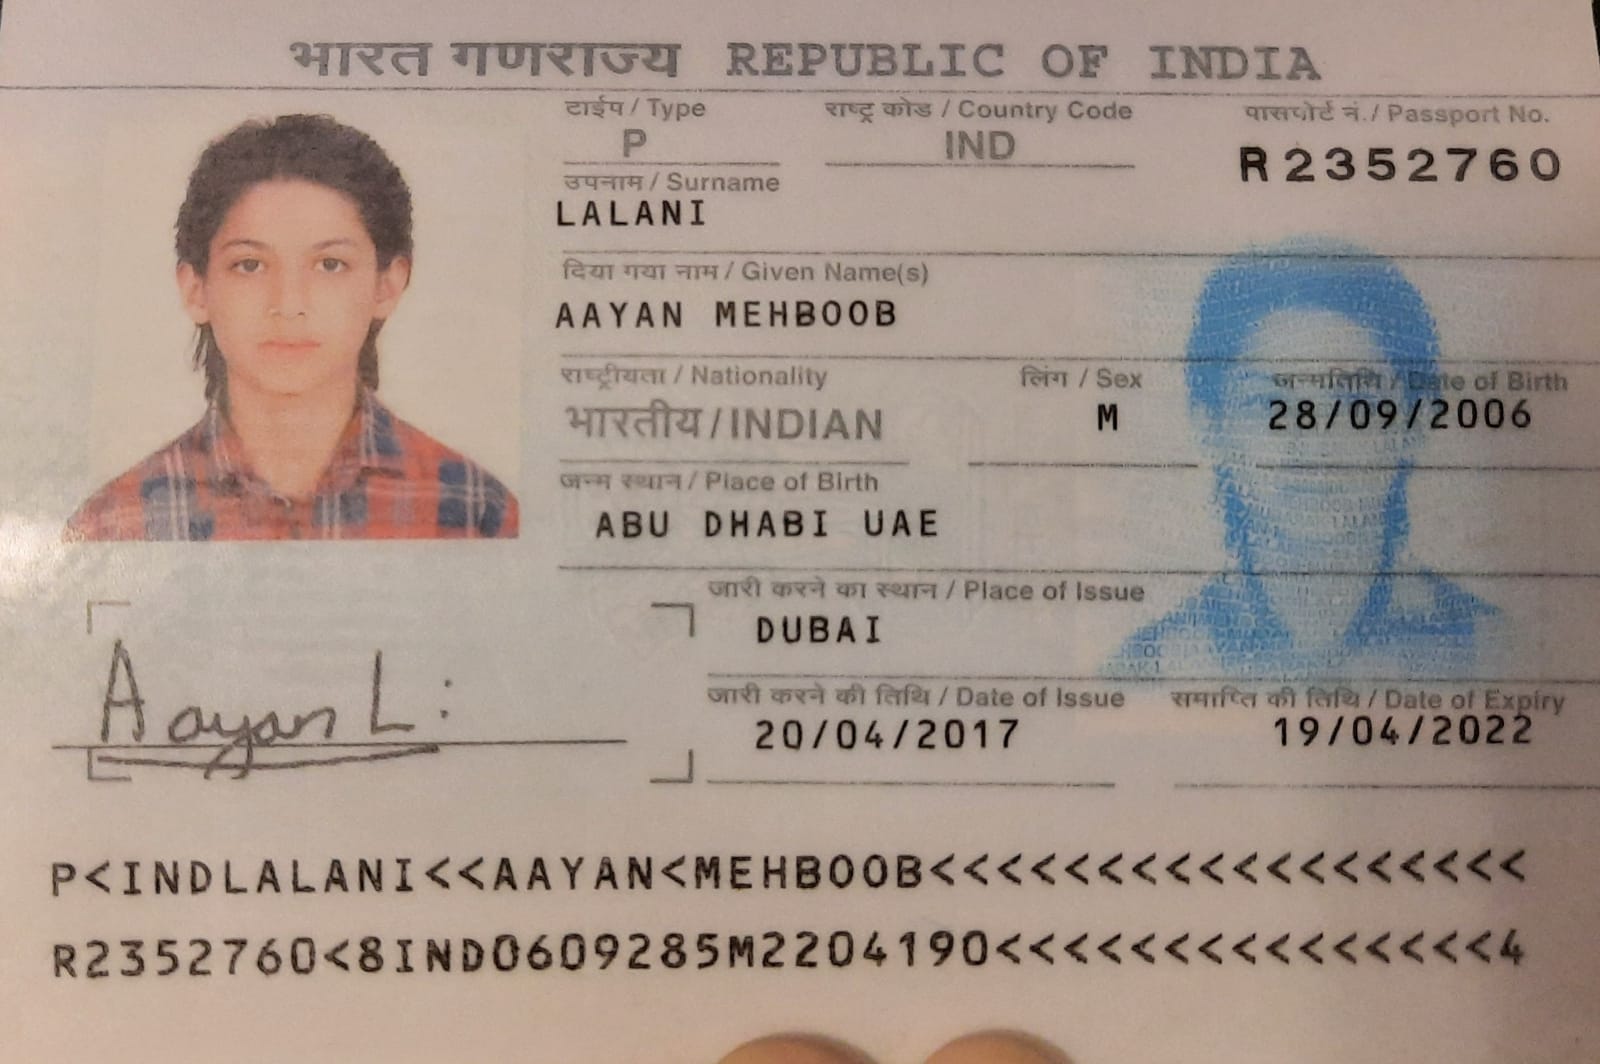 भारत गणराज्य REPUBLIC OF INDIA
टाईप / Type
P
राष्ट्र कोड / Country Code
IND
पासपोर्ट नं. / Passport No.
R2352760
उपनाम / Surname
LALANI
दिया गया नाम / Given Name(s)
AAYAN MEHBOOB
राष्ट्रीयता / Nationality
भारतीय / INDIAN
लिंग / Sex
M
जन्मतिथि / Date of Birth
28/09/2006
जन्म स्थान / Place of Birth
ABU DHABI UAE
जारी करने का स्थान / Place of Issue
DUBAI
Aayan L:
जारी करने की तिथि / Date of Issue
20/04/2017
समाप्ति की तिथि / Date of Expiry
19/04/2022
P<INDLALANI<<AAYAN<MEHBOOB<<<<<<<<<<<<<<<<<<
R2352760<8IND0609285M2204190<<<<<<<<<<<<<<<4